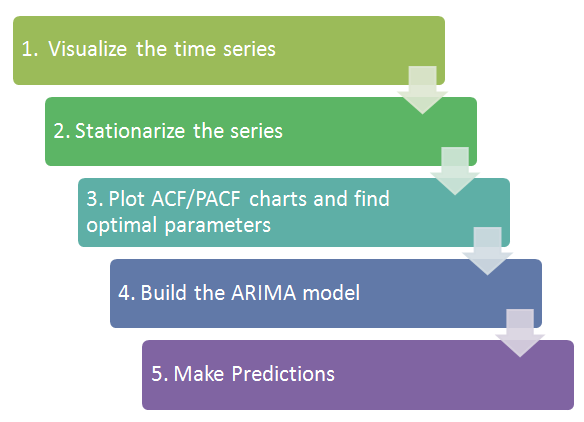 1. Visualize the time series
2. Stationarize the series
3. Plot ACF/PACF charts and find
optimal parameters
4. Build the ARIMA model
5. Make Predictions